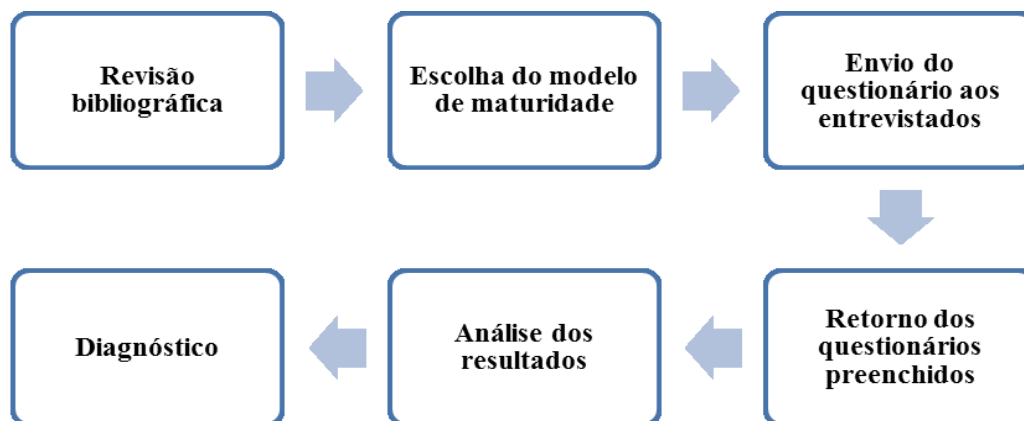 Revisão
bibliográfica
Escolha do modelo
de maturidade
Envio do
questionário aos
entrevistados
Retorno dos
questionários
preenchidos
Análise dos
resultados
Diagnóstico